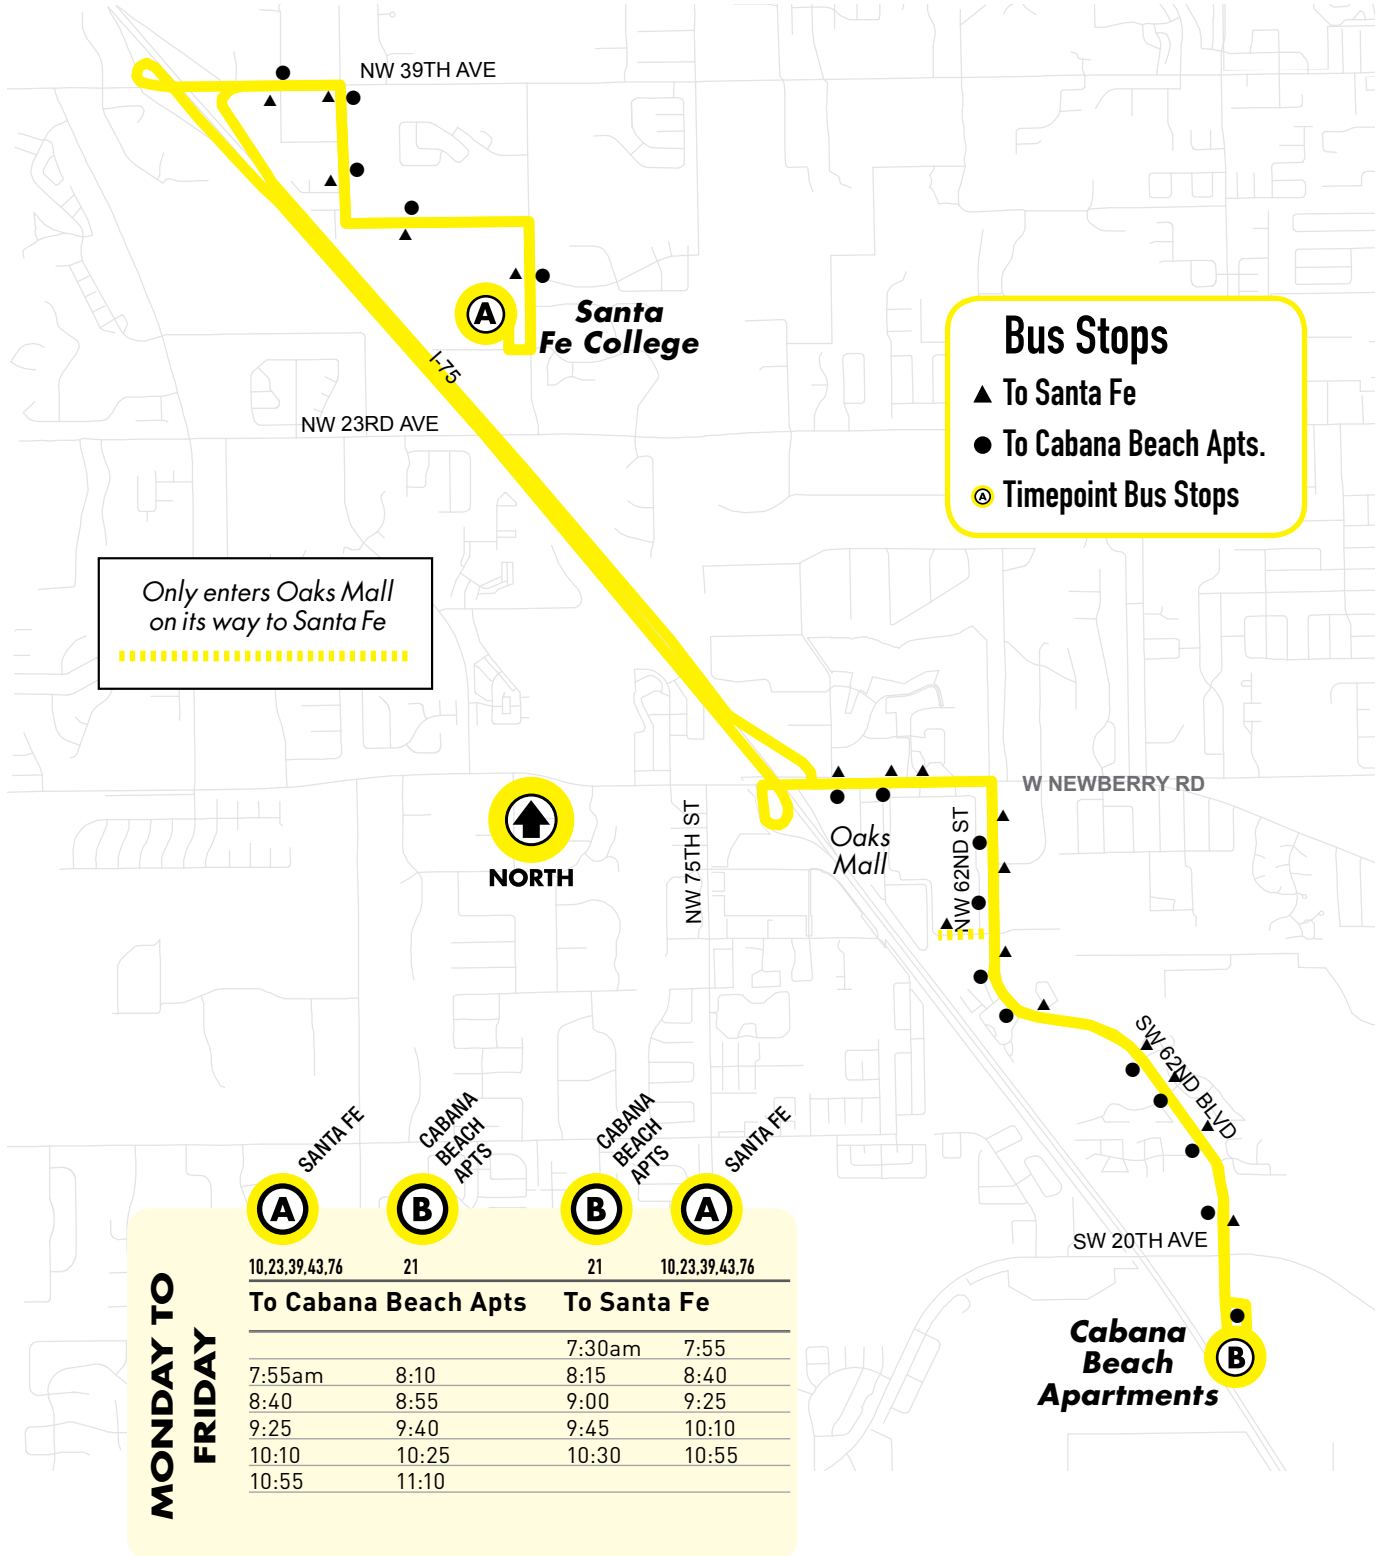 NW 39TH AVE
A
Santa
Fe College
I-75
NW 23RD AVE
Bus Stops
To Santa Fe
To Cabana Beach Apts.
A Timepoint Bus Stops
Only enters Oaks Mall
on its way to Santa Fe
W NEWBERRY RD
NORTH
NW 75TH ST
Oaks
Mall
NW 62ND ST
SW 62ND BLVD
SW 20TH AVE
Cabana
Beach
Apartments
B
SANTA FE
CABANA
BEACH
APTS
CABANA
BEACH
APTS
SANTA FE
A B B A
10,23,39,43,76 21 21 10,23,39,43,76
To Cabana Beach Apts To Santa Fe
MONDAY TO
FRIDAY
7:30am 7:55
7:55am 8:10 8:15 8:40
8:40 8:55 9:00 9:25
9:25 9:40 9:45 10:10
10:10 10:25 10:30 10:55
10:55 11:10